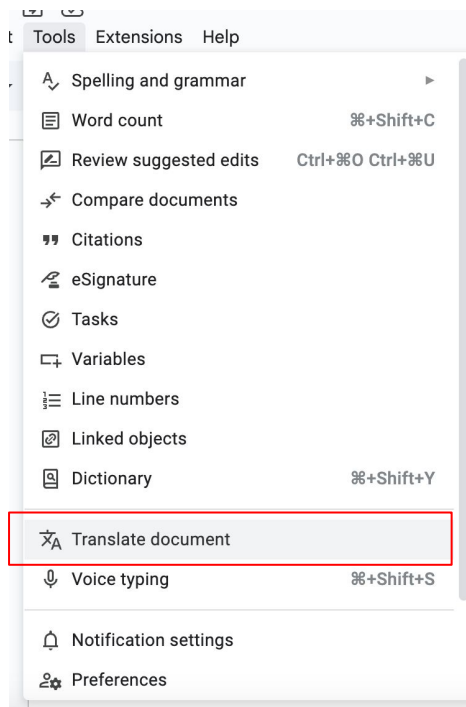 Tools Extensions Help
Spelling and grammar
Word count ⌘+Shift+C
Review suggested edits Ctrl+⌘O Ctrl+⌘U
Compare documents
Citations
eSignature
Tasks
Variables
Line numbers
Linked objects
Dictionary ⌘+Shift+Y
Translate document
Voice typing ⌘+Shift+S
Notification settings
Preferences